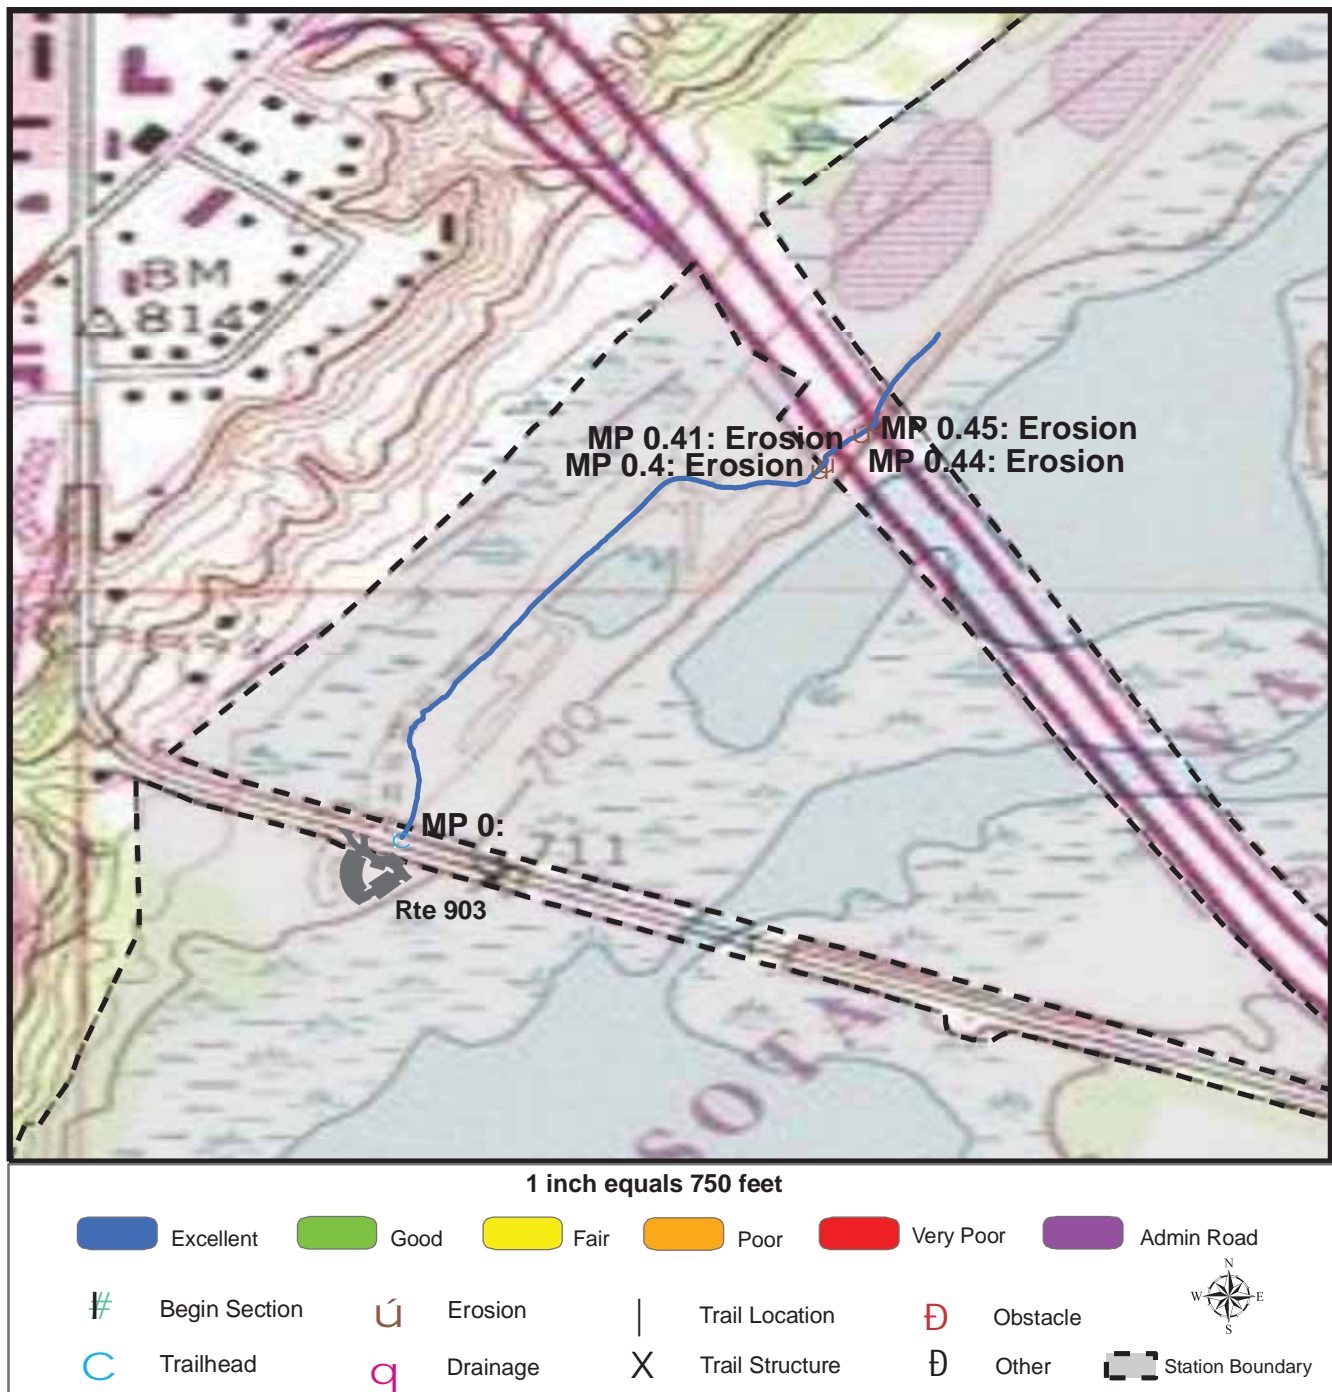 BM
814
MP 0.41: Erosion
MP 0.45: Erosion
MP 0.4: Erosion
MP 0.44: Erosion
700
MP 0:
711
Rte 903
SOTA
1 inch equals 750 feet
Excellent
Good
Fair
Poor
Very Poor
Admin Road
# Begin Section
ú Erosion
| Trail Location
Đ Obstacle
N
W E
S
C Trailhead
q Drainage
X Trail Structure
Đ Other
Station Boundary